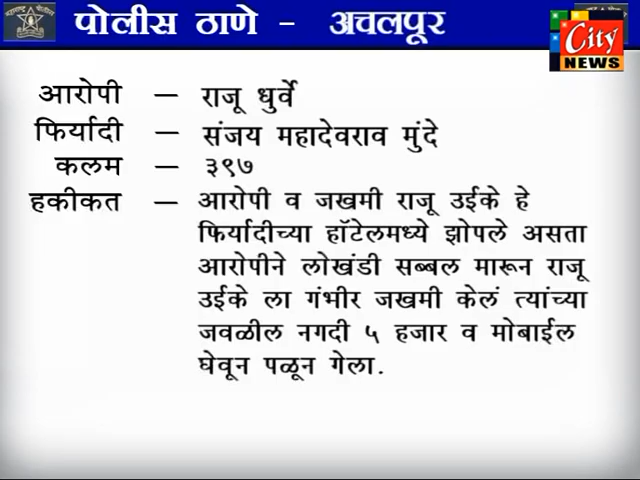 पोलीस ठाणे - अचलपूर
City
NEWS
आरोपी — राजू धुर्वे
फिर्यादी — संजय महादेवराव मुंदे
कलम — ३९७
हकीकत — आरोपी व जखमी राजू उईके हे
फिर्यादीच्या हॉटेलमध्ये झोपले असता
आरोपीने लोखंडी सब्बल मारून राजू
उईके ला गंभीर जखमी केलं त्यांच्या
जवळील नगदी ५ हजार व मोबाईल
घेवून पळून गेला.